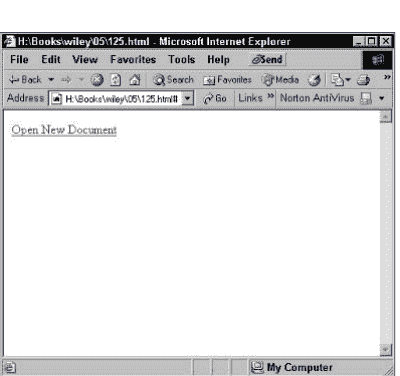 H:\Books\wiley\05\125.html - Microsoft Internet Explorer
File Edit View Favorites Tools Help Send
Back Search Favorites Media »
Address H:\Books\wiley\05\125.html# Go Links » Norton AntiVirus
Open New Document
My Computer